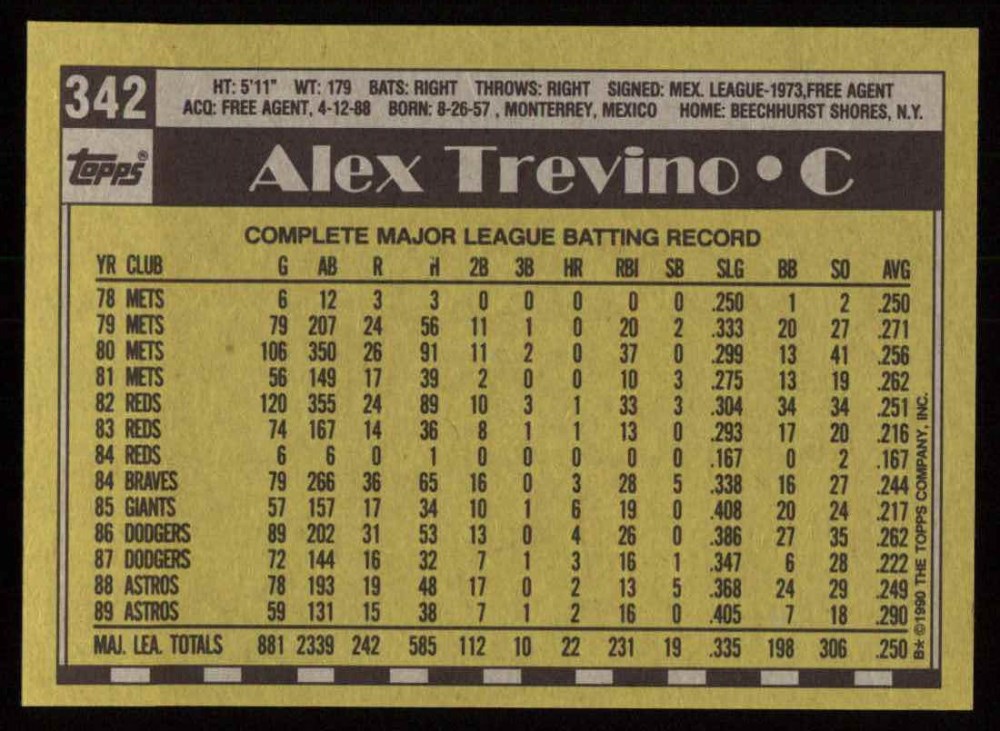 342
HT: 5'11" WT: 179 BATS: RIGHT THROWS: RIGHT SIGNED: MEX. LEAGUE-1973,FREE AGENT
ACQ: FREE AGENT, 4-12-88 BORN: 8-26-57 , MONTERREY, MEXICO HOME: BEECHHURST SHORES, N.Y.
topps®
Alex Trevino • C
COMPLETE MAJOR LEAGUE BATTING RECORD
YR CLUB G AB R H 2B 3B HR RBI SB SLG BB SO AVG
78 METS 6 12 3 3 0 0 0 0 0 .250 1 2 .250
79 METS 79 207 24 56 11 1 0 20 2 .333 20 27 .271
80 METS 106 350 26 91 11 2 0 37 0 .299 13 41 .256
81 METS 56 149 17 39 2 0 0 10 3 .275 13 19 .262
82 REDS 120 355 24 89 10 3 1 33 3 .304 34 34 .251
83 REDS 74 167 14 36 8 1 1 13 0 .293 17 20 .216
84 REDS 6 6 0 1 0 0 0 0 0 .167 0 2 .167
84 BRAVES 79 266 36 65 16 0 3 28 5 .338 16 27 .244
85 GIANTS 57 157 17 34 10 1 6 19 0 .408 20 24 .217
86 DODGERS 89 202 31 53 13 0 4 26 0 .386 27 35 .262
87 DODGERS 72 144 16 32 7 1 3 16 1 .347 6 28 .222
88 ASTROS 78 193 19 48 17 0 2 13 5 .368 24 29 .249
89 ASTROS 59 131 15 38 7 1 2 16 0 .405 7 18 .290
MAJ. LEA. TOTALS 881 2339 242 585 112 10 22 231 19 .335 198 306 .250
B* ©1990 THE TOPPS COMPANY, INC.